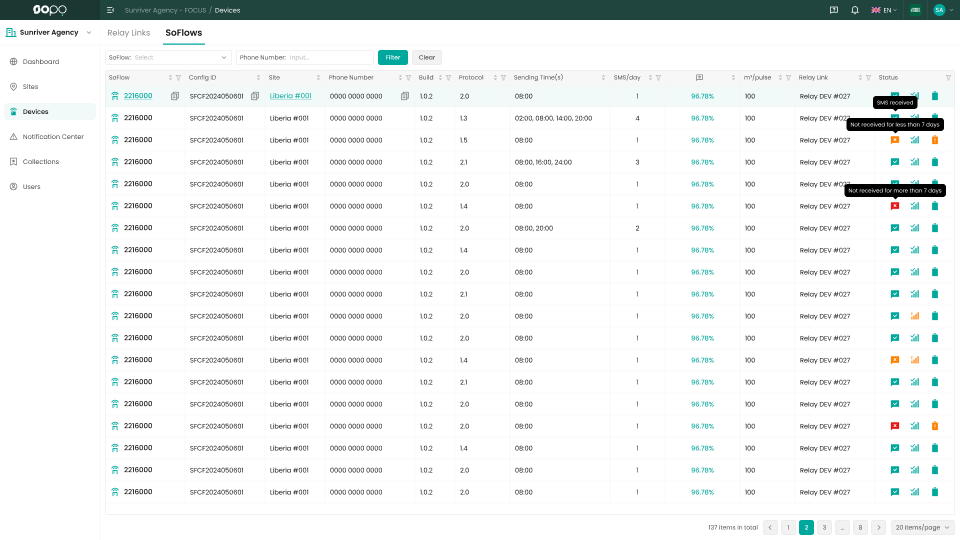 oopo
Sunriver Agency - FOCUS / Devices
EN
SA
Sunriver Agency
Dashboard
Sites
Devices
Notification Center
Collections
Users
Relay Links SoFlows
SoFlow: Select Phone Number: Input... Filter Clear
SoFlow Config ID Site Phone Number Build Protocol Sending Time(s) SMS/day m³/pulse Relay Link Status
2216000 SFCF2024050601 Liberia #001 0000 0000 0000 1.0.2 2.0 08:00 1 96.78% 100 Relay DEV #027
SMS received
2216000 SFCF2024050601 Liberia #001 0000 0000 0000 1.0.2 1.3 02:00, 08:00, 14:00, 20:00 4 96.78% 100 Relay DEV #027
Not received for less than 7 days
2216000 SFCF2024050601 Liberia #001 0000 0000 0000 1.0.2 1.5 08:00 1 96.78% 100 Relay DEV #027
2216000 SFCF2024050601 Liberia #001 0000 0000 0000 1.0.2 2.1 08:00, 16:00, 24:00 3 96.78% 100 Relay DEV #027
2216000 SFCF2024050601 Liberia #001 0000 0000 0000 1.0.2 2.0 08:00 1 96.78% 100 Relay DEV #027
Not received for more than 7 days
2216000 SFCF2024050601 Liberia #001 0000 0000 0000 1.0.2 1.4 08:00 1 96.78% 100 Relay DEV #027
2216000 SFCF2024050601 Liberia #001 0000 0000 0000 1.0.2 2.0 08:00, 20:00 2 96.78% 100 Relay DEV #027
2216000 SFCF2024050601 Liberia #001 0000 0000 0000 1.0.2 1.4 08:00 1 96.78% 100 Relay DEV #027
2216000 SFCF2024050601 Liberia #001 0000 0000 0000 1.0.2 2.0 08:00 1 96.78% 100 Relay DEV #027
2216000 SFCF2024050601 Liberia #001 0000 0000 0000 1.0.2 2.1 08:00 1 96.78% 100 Relay DEV #027
2216000 SFCF2024050601 Liberia #001 0000 0000 0000 1.0.2 2.0 08:00 1 96.78% 100 Relay DEV #027
2216000 SFCF2024050601 Liberia #001 0000 0000 0000 1.0.2 2.0 08:00 1 96.78% 100 Relay DEV #027
2216000 SFCF2024050601 Liberia #001 0000 0000 0000 1.0.2 1.4 08:00 1 96.78% 100 Relay DEV #027
2216000 SFCF2024050601 Liberia #001 0000 0000 0000 1.0.2 2.1 08:00 1 96.78% 100 Relay DEV #027
2216000 SFCF2024050601 Liberia #001 0000 0000 0000 1.0.2 2.0 08:00 1 96.78% 100 Relay DEV #027
2216000 SFCF2024050601 Liberia #001 0000 0000 0000 1.0.2 2.0 08:00 1 96.78% 100 Relay DEV #027
2216000 SFCF2024050601 Liberia #001 0000 0000 0000 1.0.2 1.4 08:00 1 96.78% 100 Relay DEV #027
2216000 SFCF2024050601 Liberia #001 0000 0000 0000 1.0.2 2.0 08:00 1 96.78% 100 Relay DEV #027
2216000 SFCF2024050601 Liberia #001 0000 0000 0000 1.0.2 2.0 08:00 1 96.78% 100 Relay DEV #027
137 items in total 1 2 3 ... 8 20 items/page